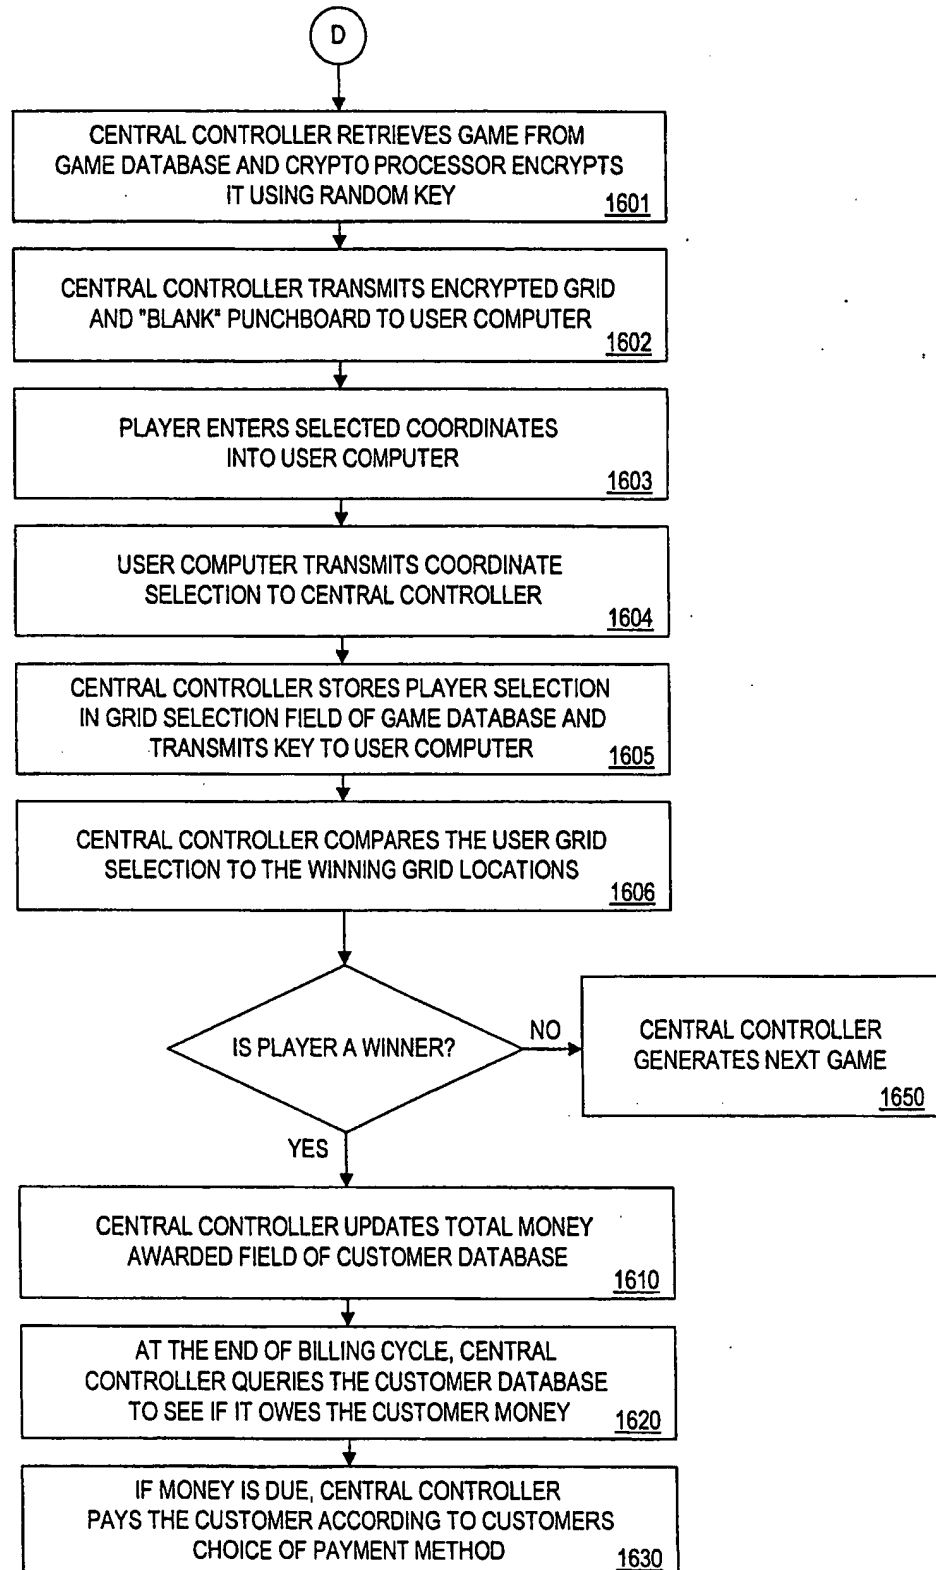 D
CENTRAL CONTROLLER RETRIEVES GAME FROM
GAME DATABASE AND CRYPTO PROCESSOR ENCRYPTS
IT USING RANDOM KEY
1601
CENTRAL CONTROLLER TRANSMITS ENCRYPTED GRID
AND "BLANK" PUNCHBOARD TO USER COMPUTER
1602
PLAYER ENTERS SELECTED COORDINATES
INTO USER COMPUTER
1603
USER COMPUTER TRANSMITS COORDINATE
SELECTION TO CENTRAL CONTROLLER
1604
CENTRAL CONTROLLER STORES PLAYER SELECTION
IN GRID SELECTION FIELD OF GAME DATABASE AND
TRANSMITS KEY TO USER COMPUTER
1605
CENTRAL CONTROLLER COMPARES THE USER GRID
SELECTION TO THE WINNING GRID LOCATIONS
1606
IS PLAYER A WINNER?
NO
CENTRAL CONTROLLER
GENERATES NEXT GAME
1650
YES
CENTRAL CONTROLLER UPDATES TOTAL MONEY
AWARDED FIELD OF CUSTOMER DATABASE
1610
AT THE END OF BILLING CYCLE, CENTRAL
CONTROLLER QUERIES THE CUSTOMER DATABASE
TO SEE IF IT OWES THE CUSTOMER MONEY
1620
IF MONEY IS DUE, CENTRAL CONTROLLER
PAYS THE CUSTOMER ACCORDING TO CUSTOMERS
CHOICE OF PAYMENT METHOD
1630